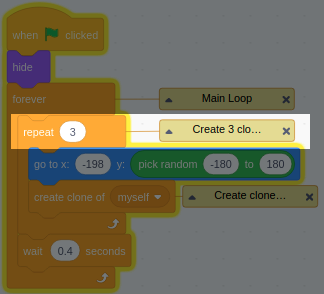 when clicked
hide
forever Main Loop
repeat 3 Create 3 clo...
go to x: -198 y: pick random -180 to 180
create clone of myself Create clone...
wait 0.4 seconds